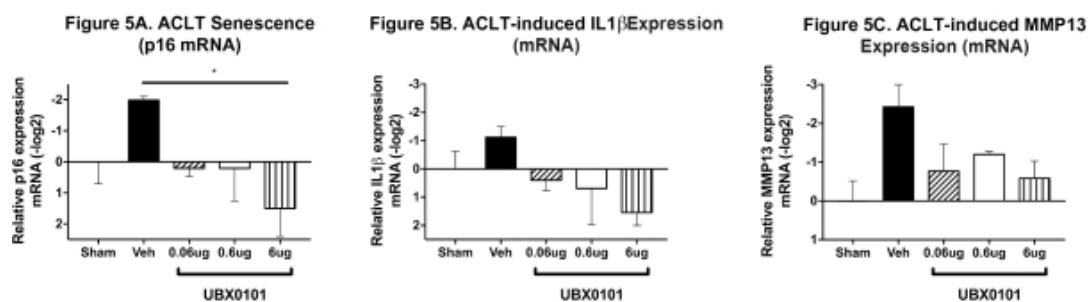 Figure 5A. ACLT Senescence
(p16 mRNA)
Relative p16 expression
mRNA (-log2)
-2
-1
0
1
2
*
Sham Veh 0.06ug 0.6ug 6ug
UBX0101
Figure 5B. ACLT-induced IL1βExpression
(mRNA)
Relative IL1β expression
mRNA (-log2)
-3
-2
-1
0
1
2
Sham Veh 0.06ug 0.6ug 6ug
UBX0101
Figure 5C. ACLT-induced MMP13
Expression (mRNA)
Relative MMP13 expression
mRNA (-log2)
-3
-2
-1
0
1
Sham Veh 0.06ug 0.6ug 6ug
UBX0101